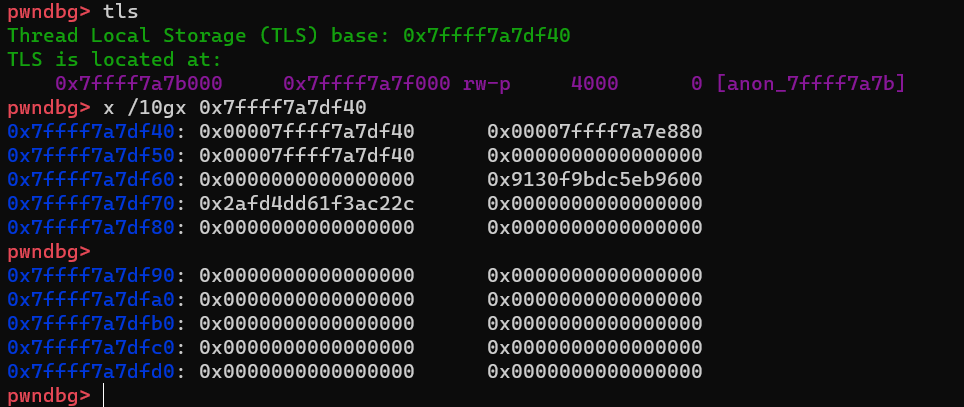 pwndbg> tls
Thread Local Storage (TLS) base: 0x7ffff7a7df40
TLS is located at:
    0x7ffff7a7b000     0x7ffff7a7f000 rw-p     4000      0 [anon_7ffff7a7b]
pwndbg> x /10gx 0x7ffff7a7df40
0x7ffff7a7df40: 0x00007ffff7a7df40      0x00007ffff7a7e880
0x7ffff7a7df50: 0x00007ffff7a7df40      0x0000000000000000
0x7ffff7a7df60: 0x0000000000000000      0x9130f9bdc5eb9600
0x7ffff7a7df70: 0x2afd4dd61f3ac22c      0x0000000000000000
0x7ffff7a7df80: 0x0000000000000000      0x0000000000000000
pwndbg>
0x7ffff7a7df90: 0x0000000000000000      0x0000000000000000
0x7ffff7a7dfa0: 0x0000000000000000      0x0000000000000000
0x7ffff7a7dfb0: 0x0000000000000000      0x0000000000000000
0x7ffff7a7dfc0: 0x0000000000000000      0x0000000000000000
0x7ffff7a7dfd0: 0x0000000000000000      0x0000000000000000
pwndbg>